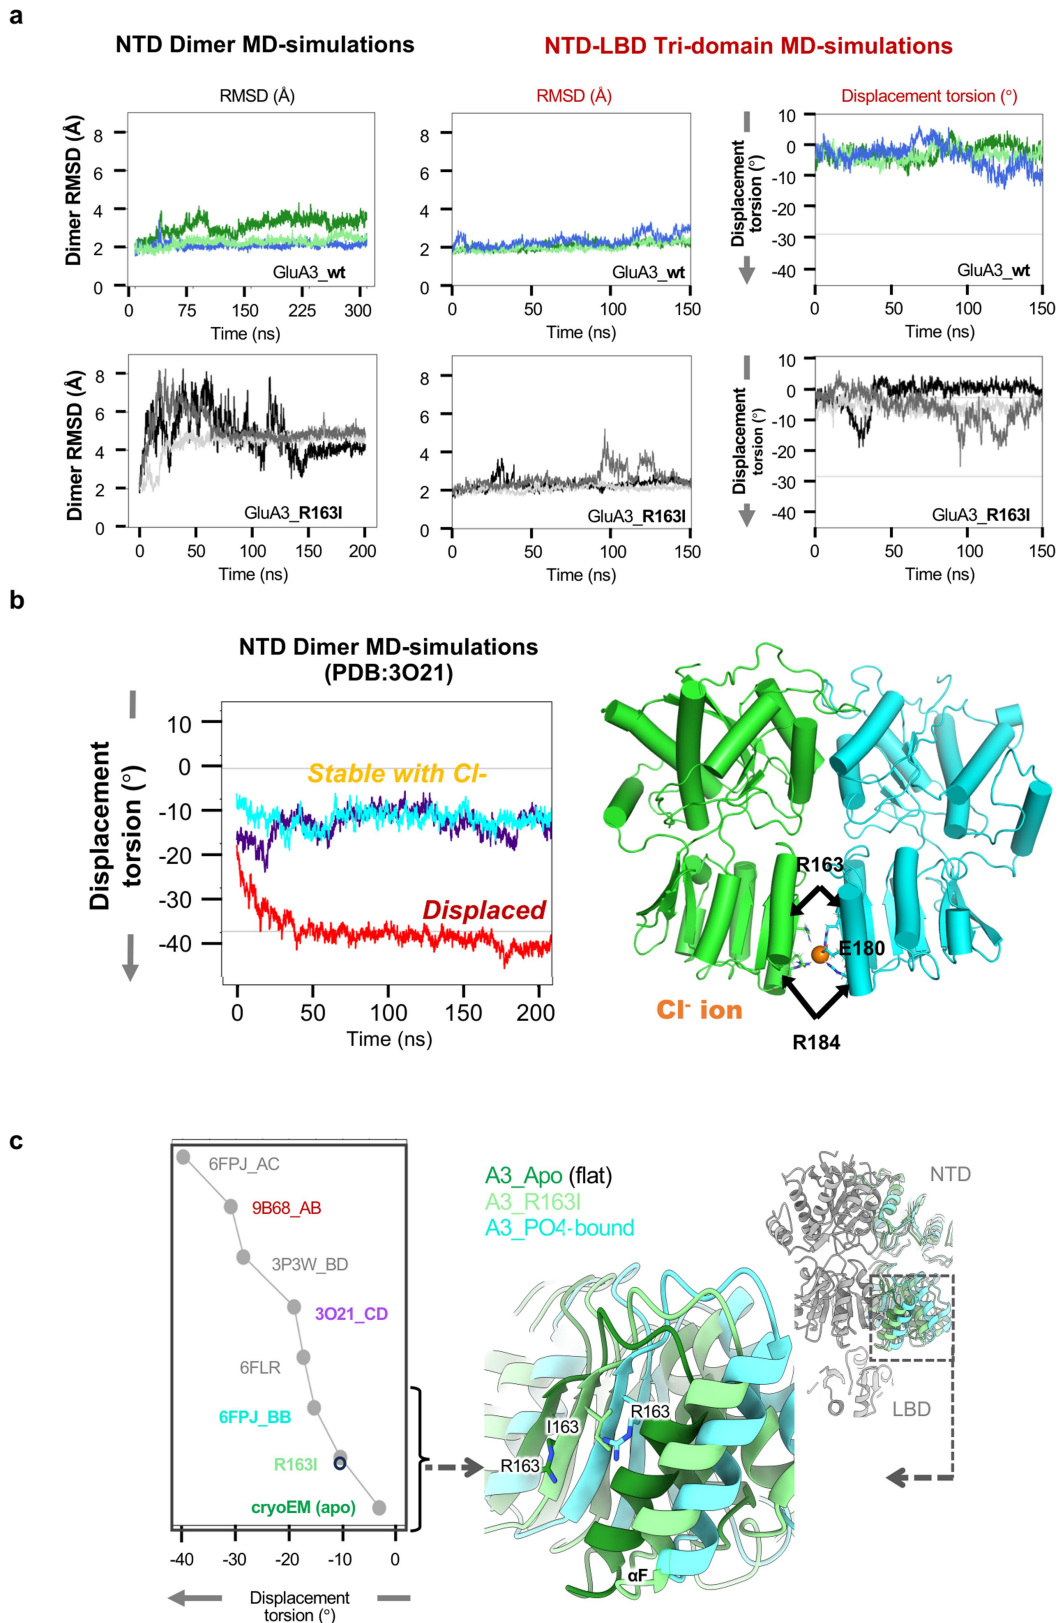 a
NTD Dimer MD-simulations
NTD-LBD Tri-domain MD-simulations
RMSD (Å)
RMSD (Å)
Displacement torsion (°)
Dimer RMSD (Å)
8
6
4
2
0
GluA3_wt
0 75 150 225 300
Time (ns)
8
6
4
2
0
GluA3_wt
0 50 100 150
Time (ns)
Displacement
torsion (°)
10
0
-10
-20
-30
-40
GluA3_wt
0 50 100 150
Time (ns)
Dimer RMSD (Å)
8
6
4
2
0
GluA3_R163I
0 50 100 150 200
Time (ns)
8
6
4
2
0
GluA3_R163I
0 50 100 150
Time (ns)
Displacement
torsion (°)
10
0
-10
-20
-30
-40
GluA3_R163I
0 50 100 150
Time (ns)
b
NTD Dimer MD-simulations
(PDB:3O21)
Displacement
torsion (°)
10
0
-10
-20
-30
-40
Stable with Cl-
Displaced
0 50 100 150 200
Time (ns)
R163
E180
Cl- ion
R184
c
6FPJ_AC
9B68_AB
3P3W_BD
3O21_CD
6FLR
6FPJ_BB
R163I
cryoEM (apo)
-40 -30 -20 -10 0
Displacement
torsion (°)
A3_Apo (flat)
A3_R163I
A3_PO4-bound
NTD
LBD
R163
I163
R163
αF